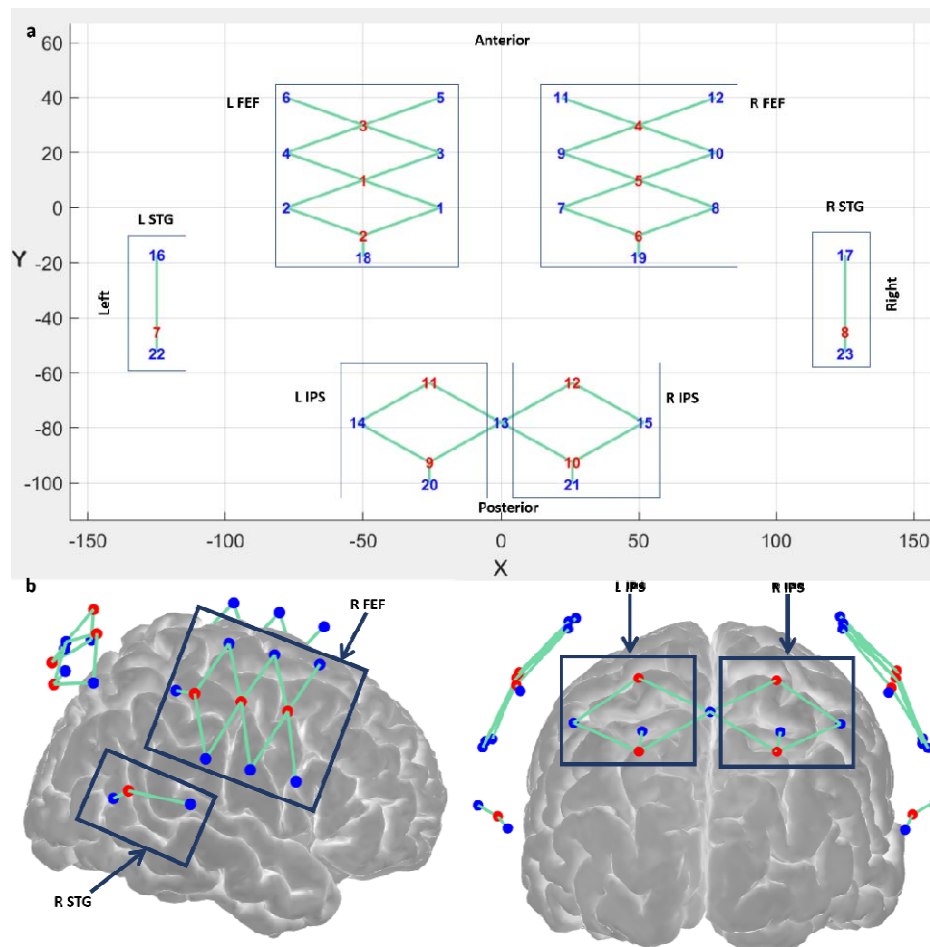 a
Anterior
60
40
20
0
-20
-40
-60
-80
-100
Y
L FEF
6 5
3
4 3
1
2 1
2
18
R FEF
11 12
4
9 10
5
7 8
6
19
L STG
16
7
22
Left
R STG
17
8
23
Right
L IPS
11
14 13
9
20
R IPS
12
15
10
21
Posterior
-150 -100 -50 0 50 100 150
X
b
R FEF
R STG
L IPS
R IPS